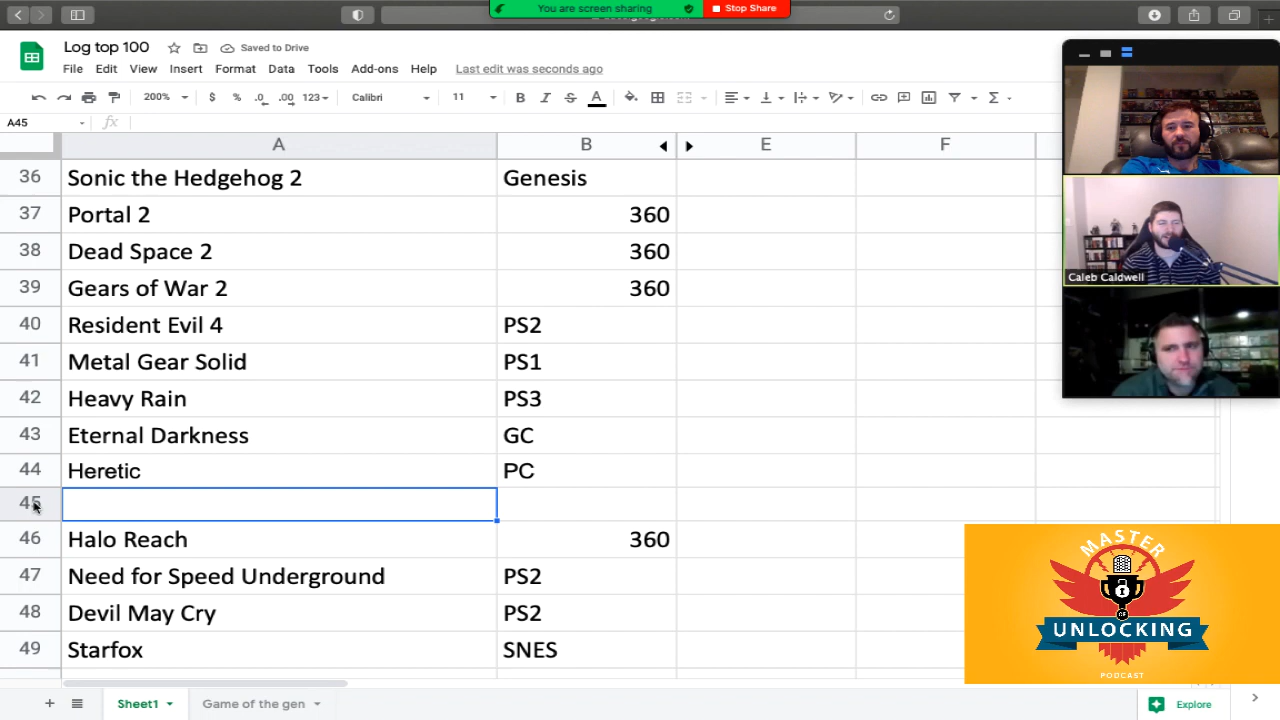 You are screen sharing
Stop Share
Log top 100
Saved to Drive
File Edit View Insert Format Data Tools Add-ons Help Last edit was seconds ago
200% $ % .0 .00 123 Calibri 11 B I S A
A45 fx
A B E F
36 Sonic the Hedgehog 2 Genesis
37 Portal 2 360
38 Dead Space 2 360
39 Gears of War 2 360
40 Resident Evil 4 PS2
41 Metal Gear Solid PS1
42 Heavy Rain PS3
43 Eternal Darkness GC
44 Heretic PC
45
46 Halo Reach 360
47 Need for Speed Underground PS2
48 Devil May Cry PS2
49 Starfox SNES
Sheet1 Game of the gen
Explore
Caleb Caldwell
MASTER
OF
UNLOCKING
PODCAST